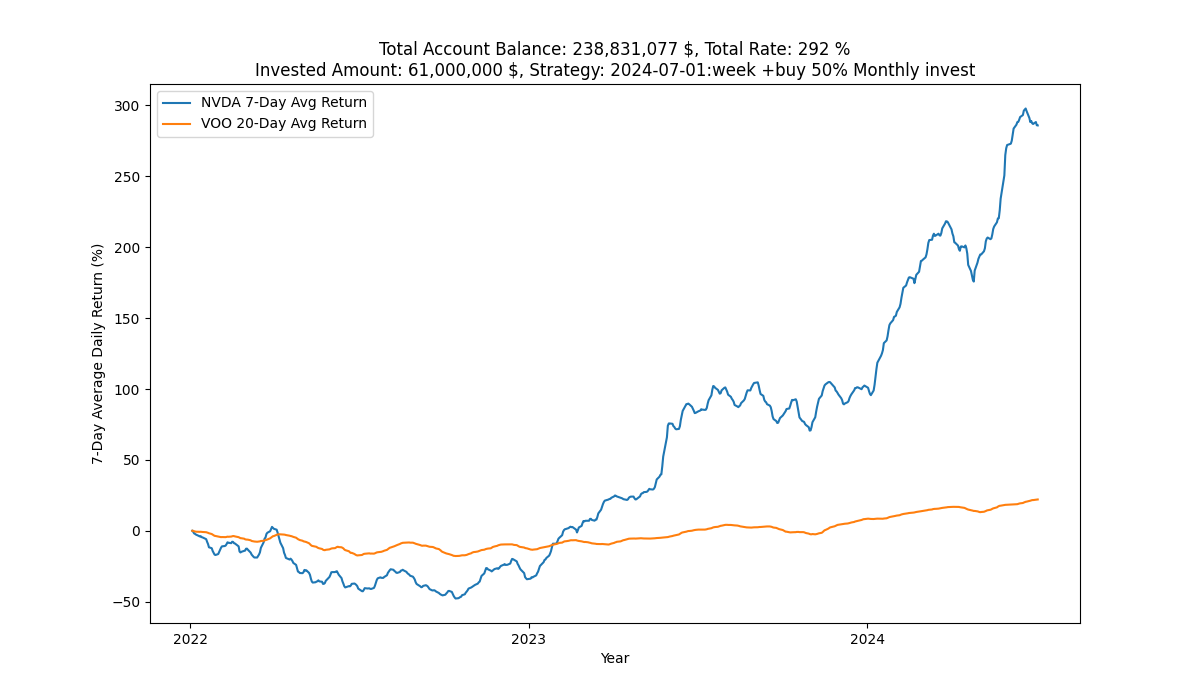 Total Account Balance: 238,831,077 $, Total Rate: 292 %
Invested Amount: 61,000,000 $, Strategy: 2024-07-01:week +buy 50% Monthly invest
NVDA 7-Day Avg Return
VOO 20-Day Avg Return
7-Day Average Daily Return (%)
300
250
200
150
100
50
0
−50
2022
2023
2024
Year